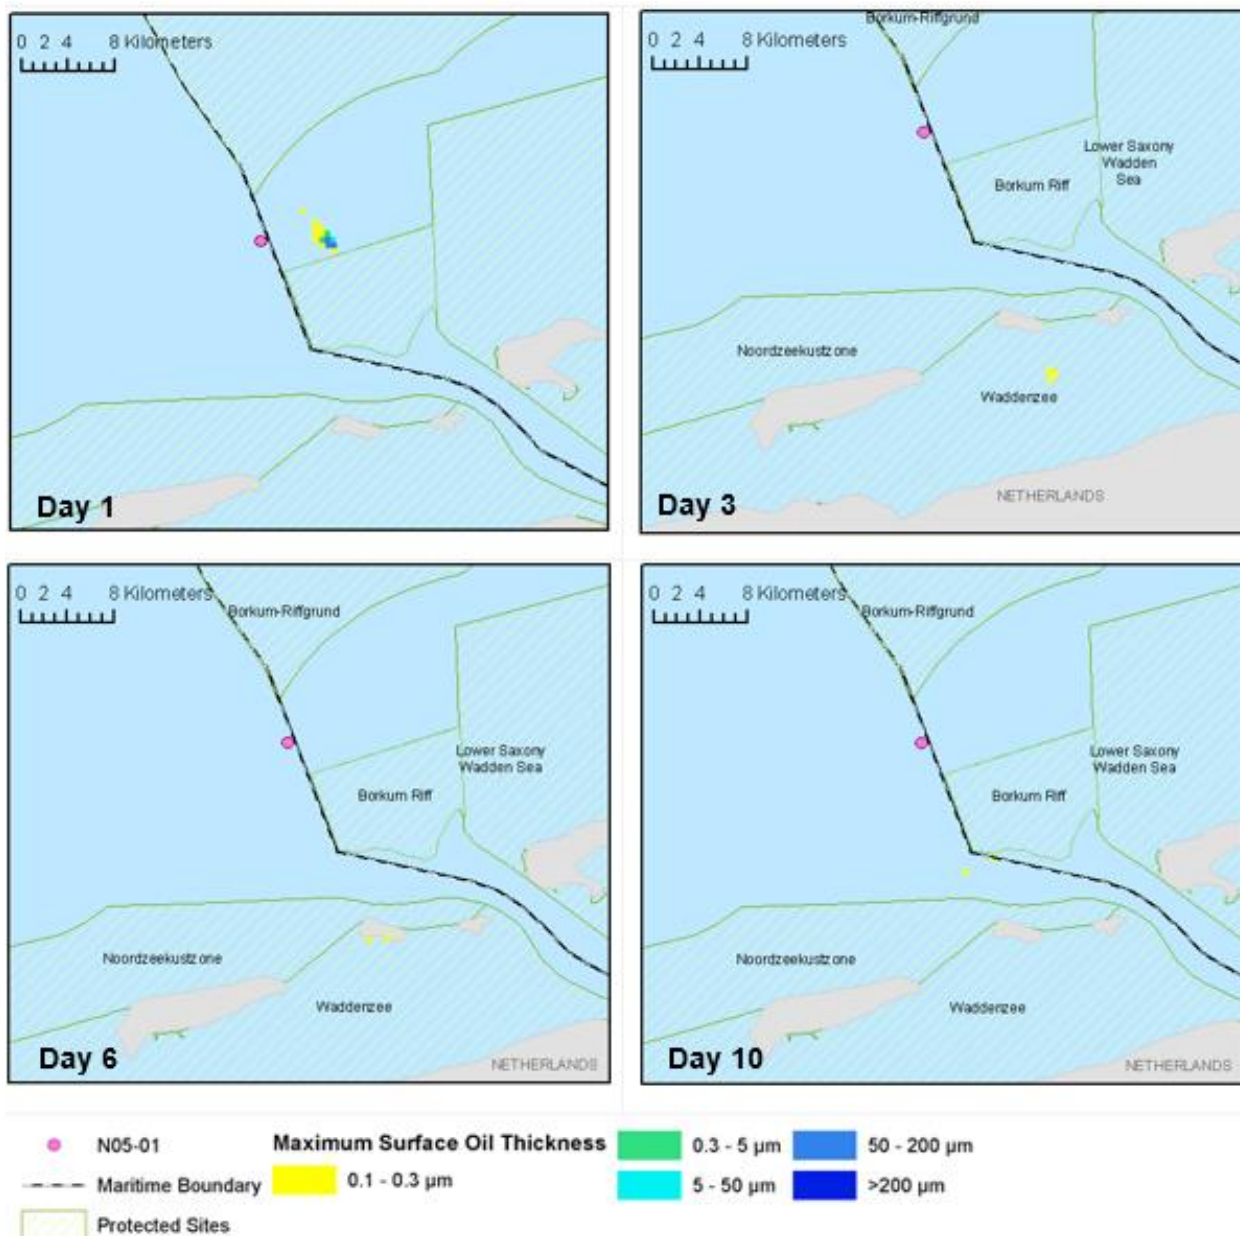 0 2 4 8 Kilometers
Day 1
Borkum-Riffgrund
0 2 4 8 Kilometers
Lower Saxony
Wadden
Sea
Borkum Riff
Noordzeekustzone
Waddenzee
NETHERLANDS
Day 3
0 2 4 8 Kilometers
Borkum-Riffgrund
Lower Saxony
Wadden Sea
Borkum Riff
Noordzeekustzone
Waddenzee
Day 6
NETHERLANDS
0 2 4 8 Kilometers
Borkum-Riffgrund
Lower Saxony
Wadden Sea
Borkum Riff
Noordzeekustzone
Waddenzee
Day 10
NETHERLANDS
N05-01
Maritime Boundary
Protected Sites
Maximum Surface Oil Thickness
0.1 - 0.3 µm
0.3 - 5 µm
5 - 50 µm
50 - 200 µm
>200 µm